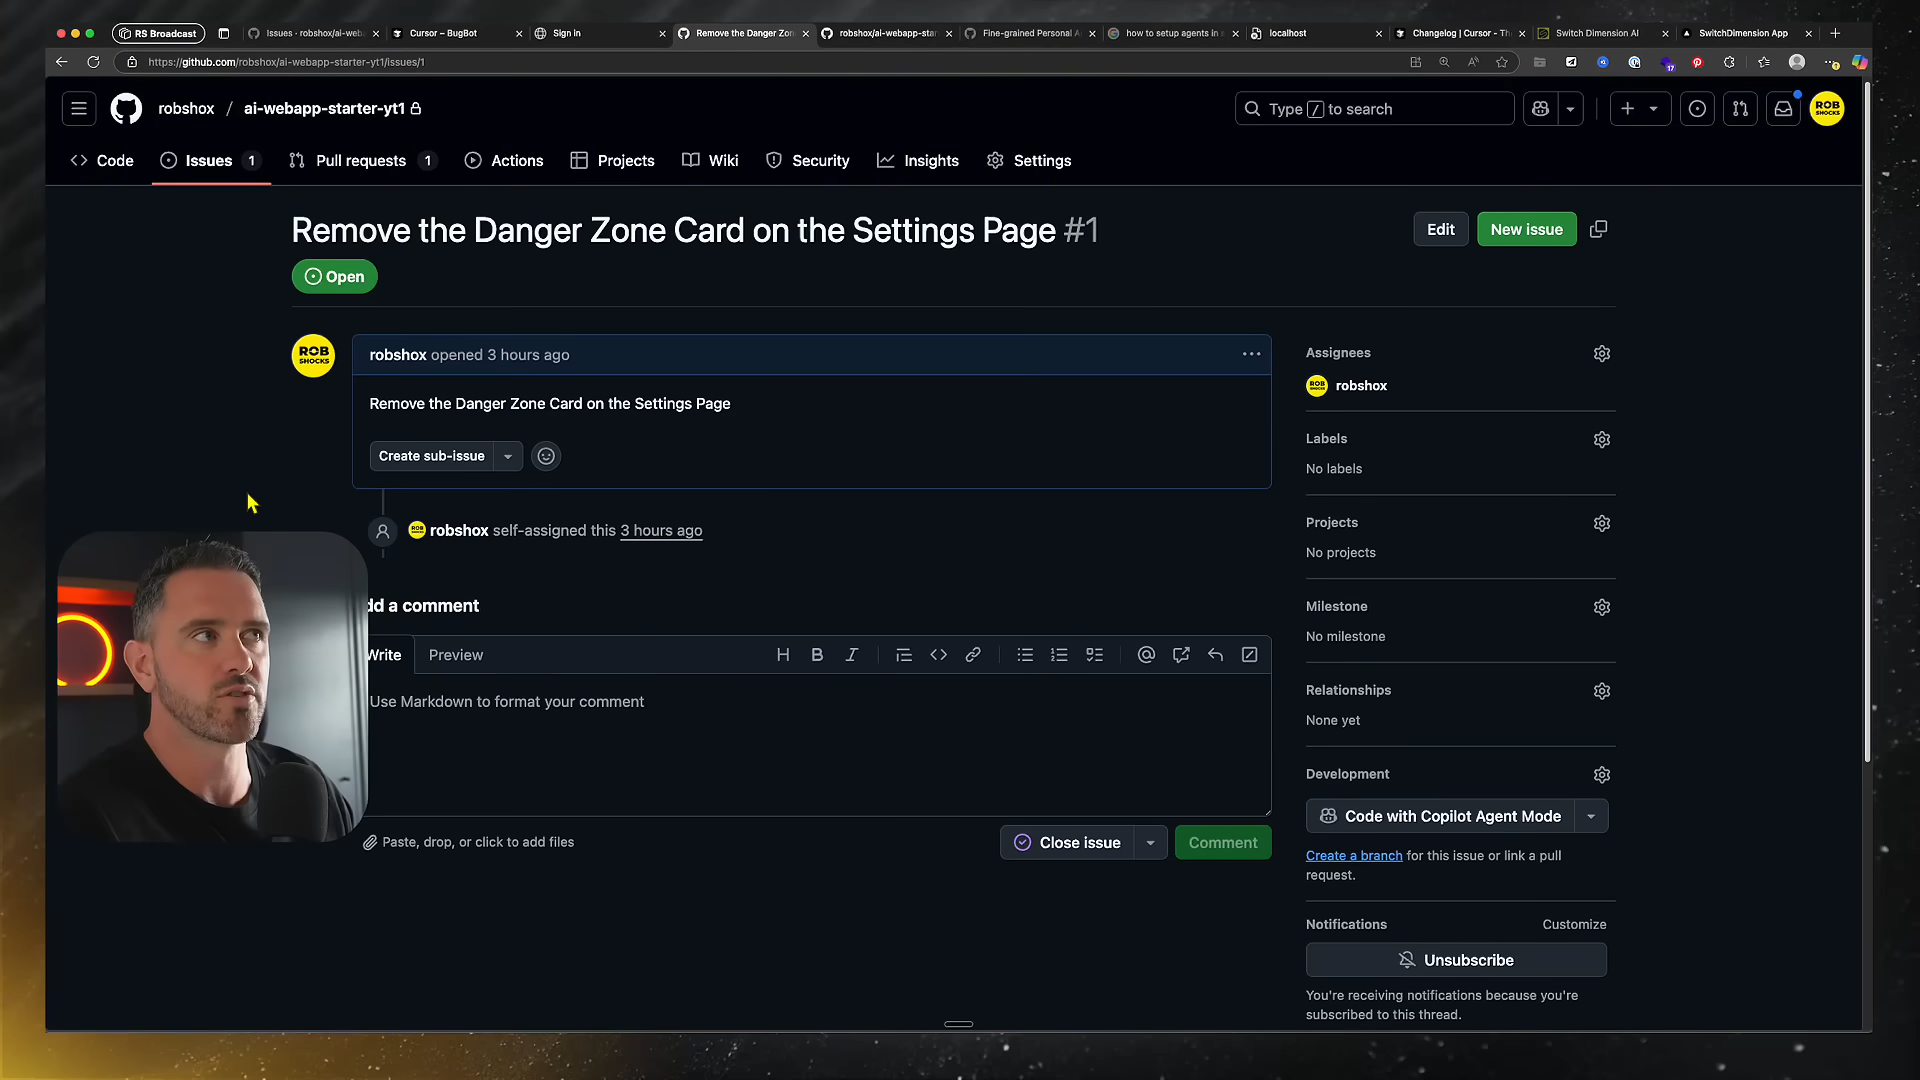 RS Broadcast
Issues · robshox/ai-weba
Cursor – BugBot
Sign in
Remove the Danger Zon
robshox/ai-webapp-star
Fine-grained Personal A
how to setup agents in s
localhost
Changelog | Cursor - Th
Switch Dimension AI
SwitchDimension App
https://github.com/robshox/ai-webapp-starter-yt1/issues/1
17
robshox / ai-webapp-starter-yt1
Type / to search
ROB
SHOCKS
Code
Issues 1
Pull requests 1
Actions
Projects
Wiki
Security
Insights
Settings
Remove the Danger Zone Card on the Settings Page #1
Edit
New issue
Open
ROB
SHOCKS
robshox opened 3 hours ago
Remove the Danger Zone Card on the Settings Page
Create sub-issue
robshox self-assigned this 3 hours ago
dd a comment
Write
Preview
Use Markdown to format your comment
Paste, drop, or click to add files
Close issue
Comment
Assignees
robshox
Labels
No labels
Projects
No projects
Milestone
No milestone
Relationships
None yet
Development
Code with Copilot Agent Mode
Create a branch for this issue or link a pull
request.
Notifications
Customize
Unsubscribe
You're receiving notifications because you're
subscribed to this thread.